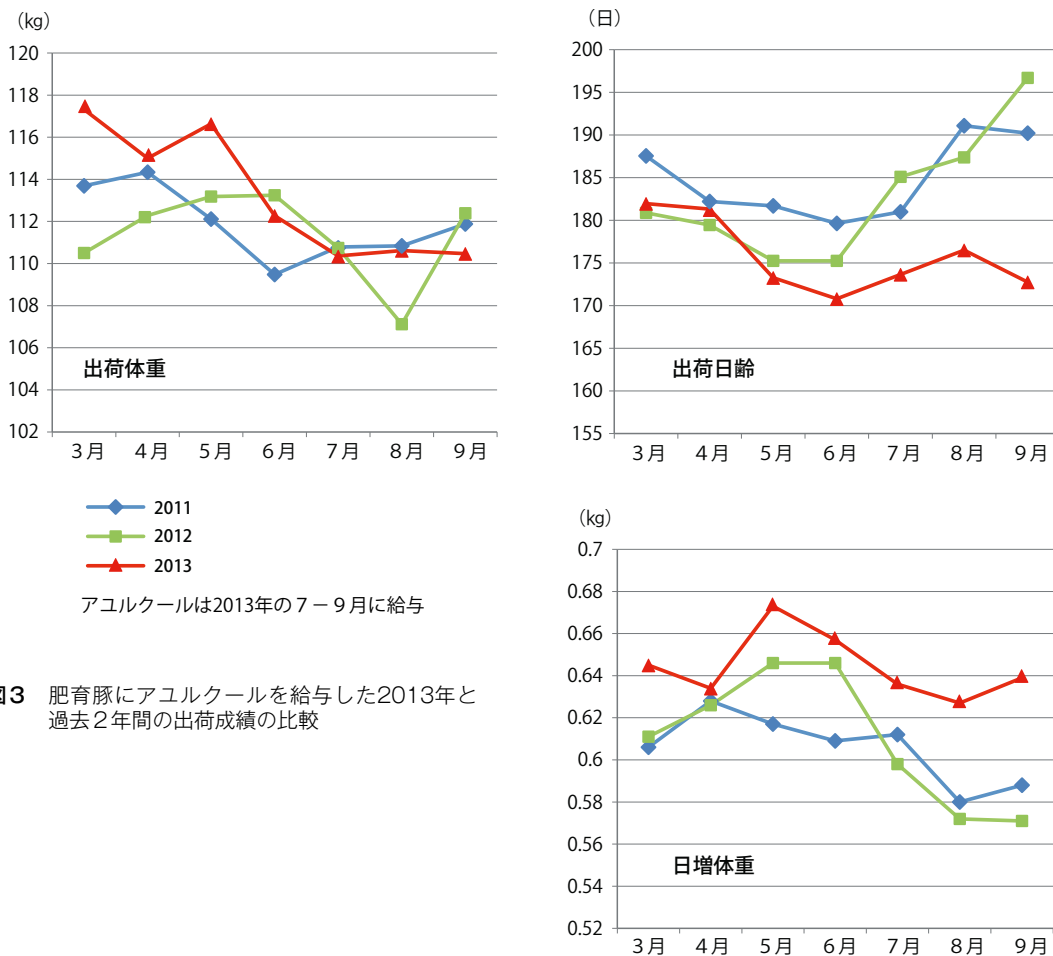 (kg)
120
118
116
114
112
110
108
106
104
102
出荷体重
3月 4月 5月 6月 7月 8月 9月
(日)
200
195
190
185
180
175
170
165
160
155
出荷日齢
3月 4月 5月 6月 7月 8月 9月
2011
2012
2013
アユルクールは2013年の7－9月に給与
図3 肥育豚にアユルクールを給与した2013年と
過去2年間の出荷成績の比較
(kg)
0.7
0.68
0.66
0.64
0.62
0.6
0.58
0.56
0.54
0.52
日増体重
3月 4月 5月 6月 7月 8月 9月